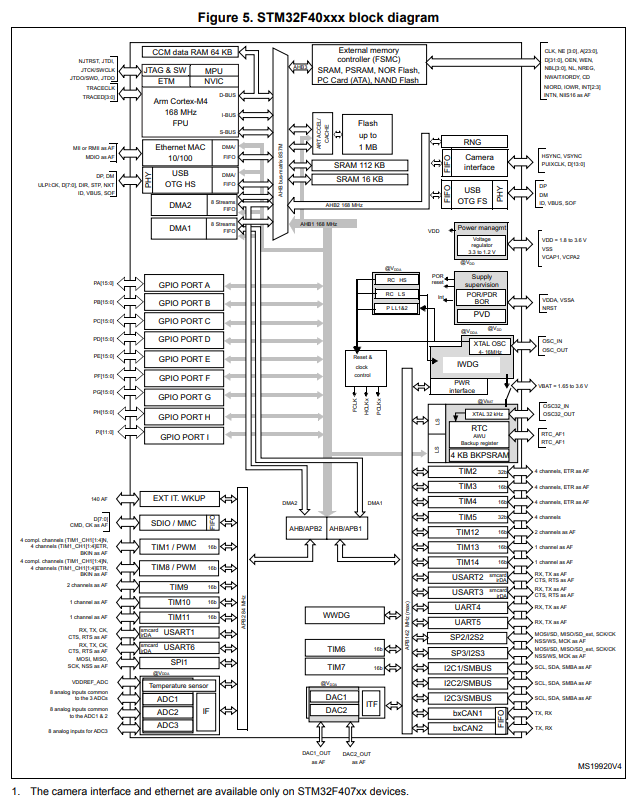 Figure 5. STM32F40xxx block diagram
CCM data RAM 64 KB
NJTRST, JTDI,
JTCK/SWCLK
JTDO/SWD, JTDO
JTAG & SW
MPU
ETM
NVIC
TRACECLK
TRACED[3:0]
Arm Cortex-M4
168 MHz
FPU
D-BUS
I-BUS
S-BUS
MII or RMII as AF
MDIO as AF
Ethernet MAC
10/100
DMA/
FIFO
DP, DM
ULPI:CK, D[7:0], DIR, STP, NXT
ID, VBUS, SOF
PHY
USB
OTG HS
DMA/
FIFO
DMA2
8 Streams
FIFO
DMA1
8 Streams
FIFO
AHB bus-matrix 8S7M
AHB3
External memory
controller (FSMC)
SRAM, PSRAM, NOR Flash,
PC Card (ATA), NAND Flash
CLK, NE [3:0], A[23:0],
D[31:0], OEN, WEN,
NBL[3:0], NL, NREG,
NWAIT/IORDY, CD
NIORD, IOWR, INT[2:3]
INTN, NIIS16 as AF
ART ACCEL/
CACHE
Flash
up to
1 MB
SRAM 112 KB
SRAM 16 KB
RNG
FIFO
Camera
interface
HSYNC, VSYNC
PUIXCLK, D[13:0]
FIFO
USB
OTG FS
PHY
DP
DM
ID, VBUS, SOF
AHB2 168 MHz
AHB1 168 MHz
VDD
Power managmt
Voltage
regulator
3.3 to 1.2 V
VDD = 1.8 to 3.6 V
VSS
VCAP1, VCPA2
@VDD
@VDDA
RC HS
RC LS
P LL1&2
POR
reset
Int
Supply
supervision
POR/PDR
BOR
PVD
VDDA, VSSA
NRST
@VDDA
@VDD
XTAL OSC
4- 16MHz
IWDG
OSC_IN
OSC_OUT
PWR
interface
VBAT = 1.65 to 3.6 V
Reset &
clock
control
PCLK
HCLKx
PCLKx
@VBAT
XTAL 32 kHz
OSC32_IN
OSC32_OUT
LS
LS
RTC
AWU
Backup register
4 KB BKPSRAM
RTC_AF1
RTC_AF1
PA[15:0]
GPIO PORT A
PB[15:0]
GPIO PORT B
PC[15:0]
GPIO PORT C
PD[15:0]
GPIO PORT D
PE[15:0]
GPIO PORT E
PF[15:0]
GPIO PORT F
PG[15:0]
GPIO PORT G
PH[15:0]
GPIO PORT H
PI[11:0]
GPIO PORT I
DMA2
DMA1
AHB/APB2
AHB/APB1
140 AF
EXT IT. WKUP
D[7:0]
CMD, CK as AF
SDIO / MMC
FIFO
4 compl. channels (TIM1_CH1[1:4]N,
4 channels (TIM1_CH1[1:4]ETR,
BKIN as AF
TIM1 / PWM
16b
4 compl. channels (TIM1_CH1[1:4]N,
4 channels (TIM1_CH1[1:4]ETR,
BKIN as AF
TIM8 / PWM
16b
2 channels as AF
TIM9
16b
1 channel as AF
TIM10
16b
1 channel as AF
TIM11
16b
RX, TX, CK,
CTS, RTS as AF
smcard
irDA
USART1
RX, TX, CK,
CTS, RTS as AF
smcard
irDA
USART6
MOSI, MISO,
SCK, NSS as AF
SPI1
APB2 84 MHz
@VDDA
VDDREF_ADC
Temperature sensor
8 analog inputs common
to the 3 ADCs
ADC1
8 analog inputs common
to the ADC1 & 2
ADC2
8 analog inputs for ADC3
ADC3
IF
WWDG
TIM6
16b
TIM7
16b
@VDDA
DAC1
DAC2
ITF
DAC1_OUT
as AF
DAC2_OUT
as AF
APB1 42 MHz (max)
TIM2
32b
4 channels, ETR as AF
TIM3
16b
4 channels, ETR as AF
TIM4
16b
4 channels, ETR as AF
TIM5
32b
4 channels
TIM12
16b
2 channels as AF
TIM13
16b
1 channel as AF
TIM14
16b
1 channel as AF
USART2
smcard
irDA
RX, TX as AF
CTS, RTS as AF
USART3
smcard
irDA
RX, TX as AF
CTS, RTS as AF
UART4
RX, TX as AF
UART5
RX, TX as AF
SP2/I2S2
MOSI/SD, MISO/SD_ext, SCK/CK
NSS/WS, MCK as AF
SP3/I2S3
MOSI/SD, MISO/SD_ext, SCK/CK
NSS/WS, MCK as AF
I2C1/SMBUS
SCL, SDA, SMBA as AF
I2C2/SMBUS
SCL, SDA, SMBA as AF
I2C3/SMBUS
SCL, SDA, SMBA as AF
bxCAN1
TX, RX
bxCAN2
TX, RX
FIFO
MS19920V4
1. The camera interface and ethernet are available only on STM32F407xx devices.